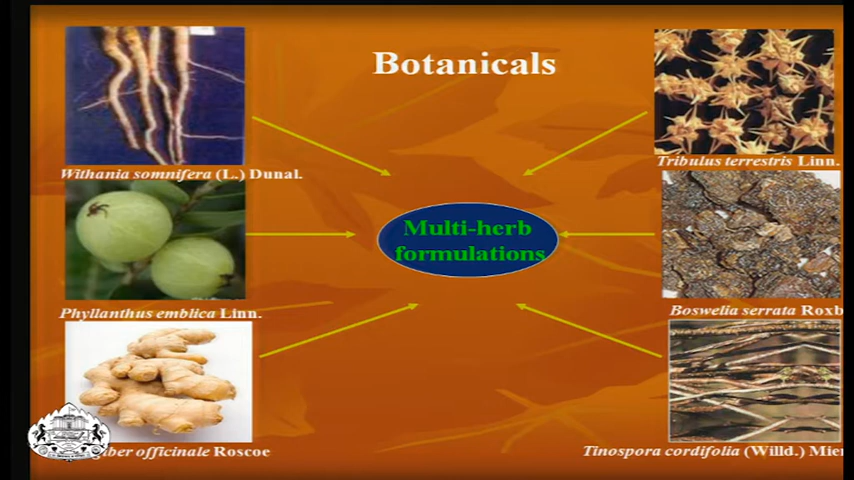 Botanicals
Withania somnifera (L.) Dunal.
Tribulus terrestris Linn.
Multi-herb
formulations
Phyllanthus emblica Linn.
Boswelia serrata Roxb
officinale Roscoe
Tinospora cordifolia (Willd.) Mier